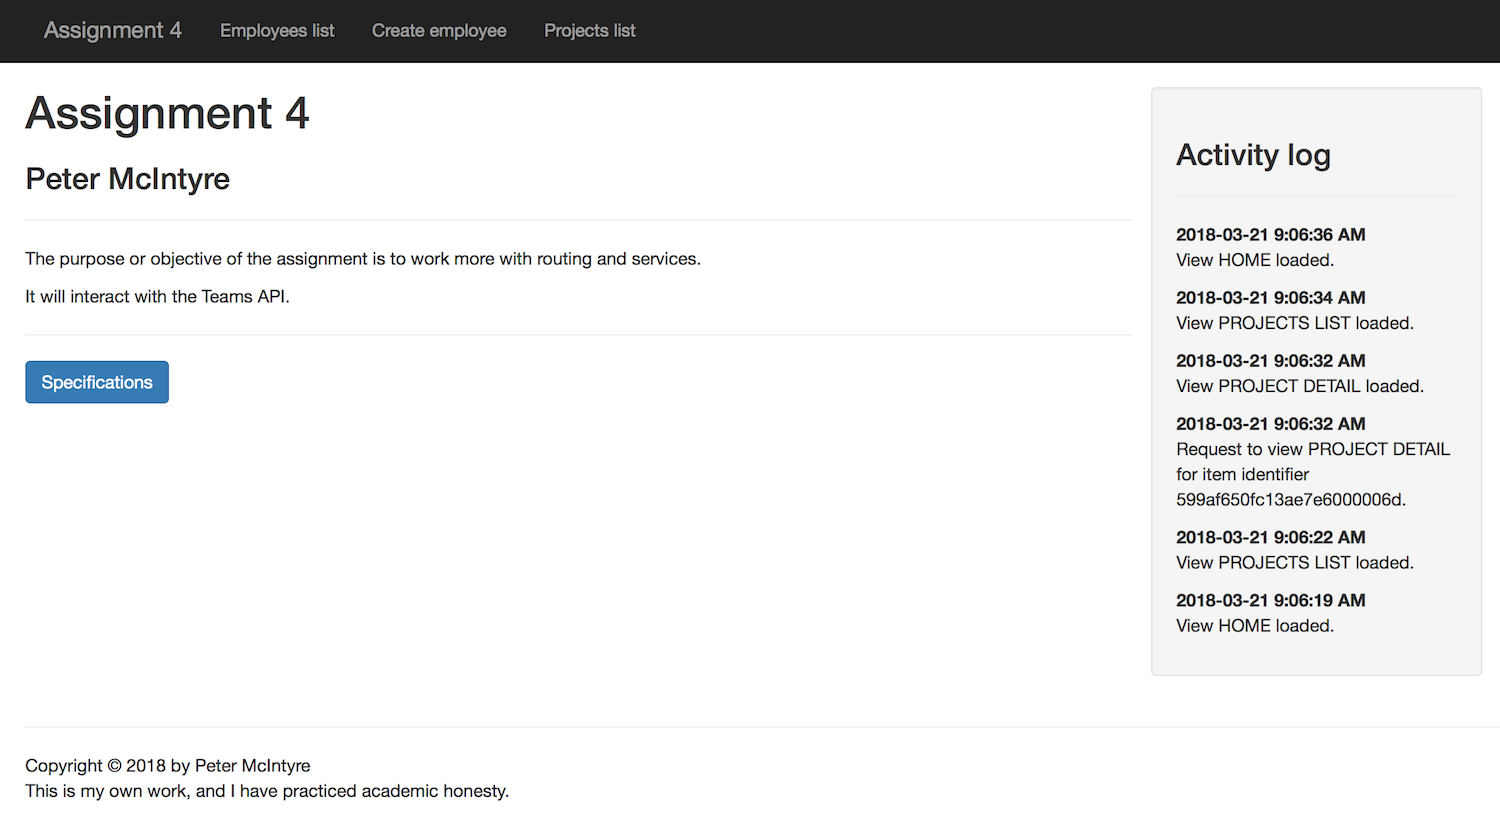 Assignment 4 Employees list Create employee Projects list
Assignment 4
Peter McIntyre
The purpose or objective of the assignment is to work more with routing and services.
It will interact with the Teams API.
Specifications
Activity log
2018-03-21 9:06:36 AM
View HOME loaded.
2018-03-21 9:06:34 AM
View PROJECTS LIST loaded.
2018-03-21 9:06:32 AM
View PROJECT DETAIL loaded.
2018-03-21 9:06:32 AM
Request to view PROJECT DETAIL
for item identifier
599af650fc13ae7e6000006d.
2018-03-21 9:06:22 AM
View PROJECTS LIST loaded.
2018-03-21 9:06:19 AM
View HOME loaded.
Copyright © 2018 by Peter McIntyre
This is my own work, and I have practiced academic honesty.